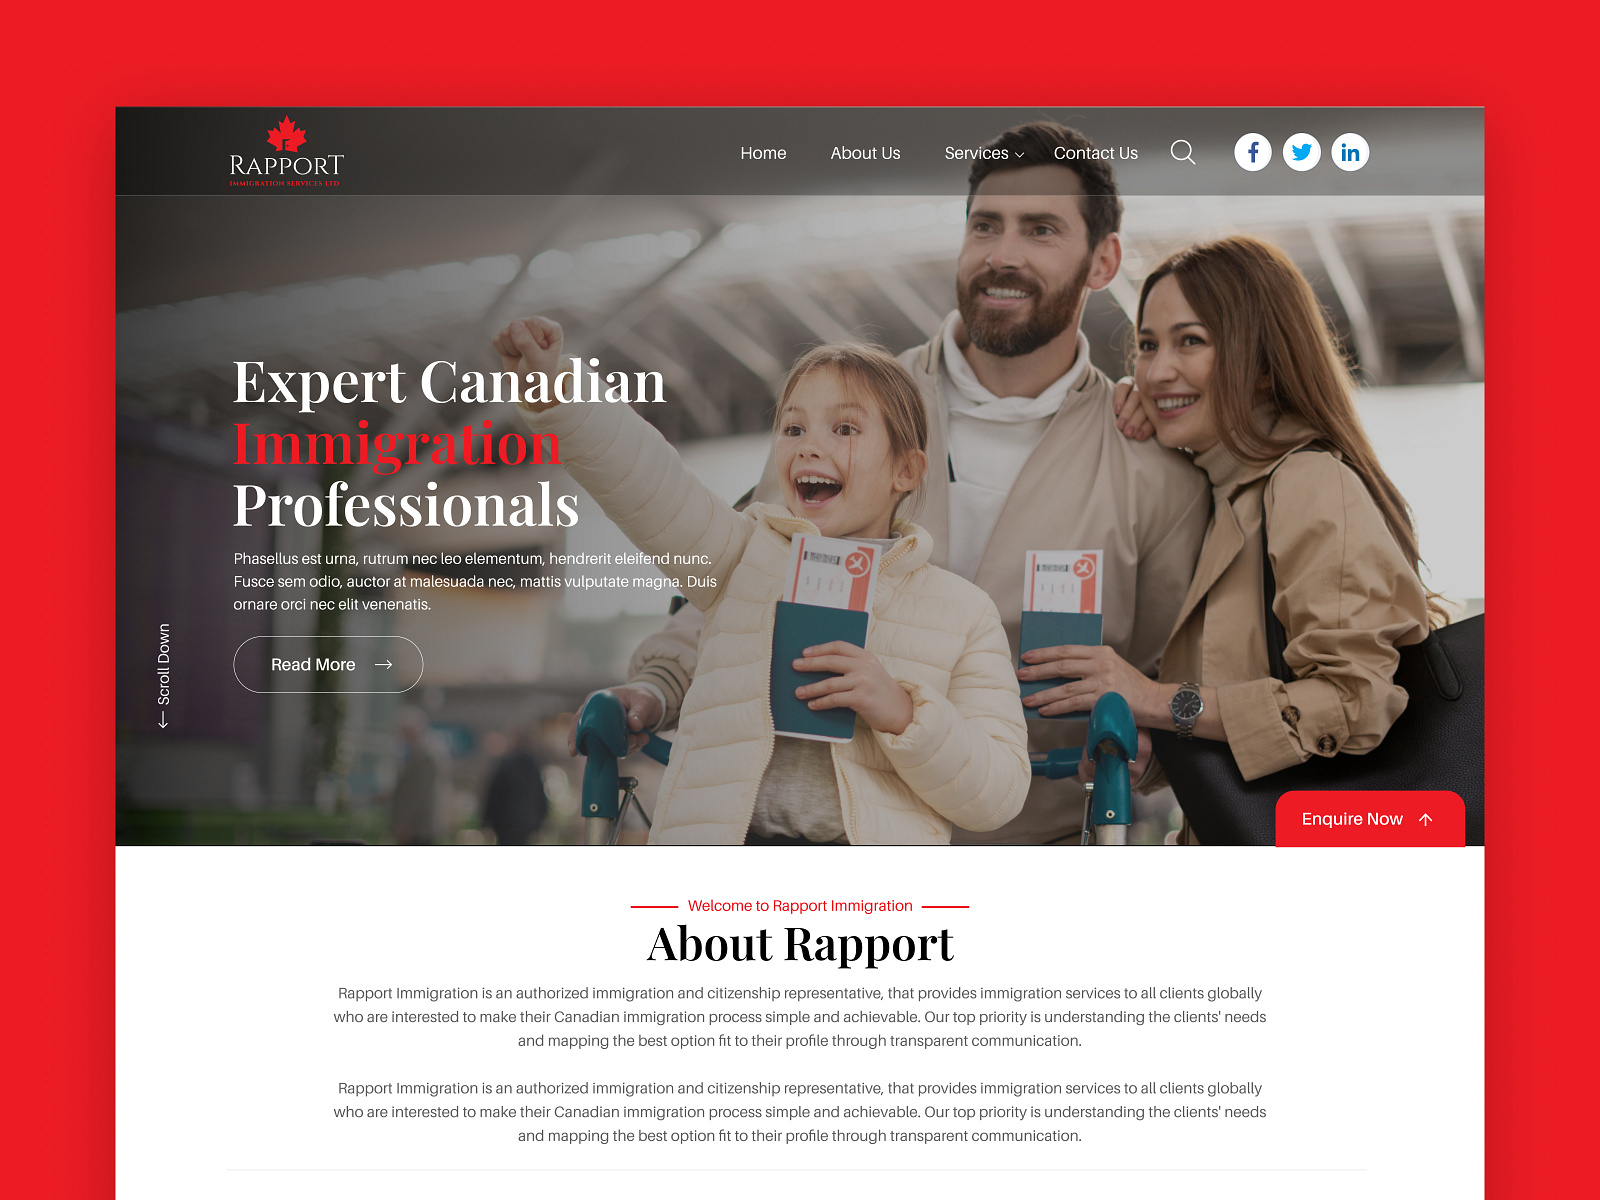 RAPPORT
IMMIGRATION SERVICES LTD
Home
About Us
Services
Contact Us
Expert Canadian
Immigration
Professionals
Phasellus est urna, rutrum nec leo elementum, hendrerit eleifend nunc.
Fusce sem odio, auctor at malesuada nec, mattis vulputate magna. Duis
ornare orci nec elit venenatis.
Read More
Scroll Down
Enquire Now
Welcome to Rapport Immigration
About Rapport
Rapport Immigration is an authorized immigration and citizenship representative, that provides immigration services to all clients globally
who are interested to make their Canadian immigration process simple and achievable. Our top priority is understanding the clients' needs
and mapping the best option fit to their profile through transparent communication.
Rapport Immigration is an authorized immigration and citizenship representative, that provides immigration services to all clients globally
who are interested to make their Canadian immigration process simple and achievable. Our top priority is understanding the clients' needs
and mapping the best option fit to their profile through transparent communication.